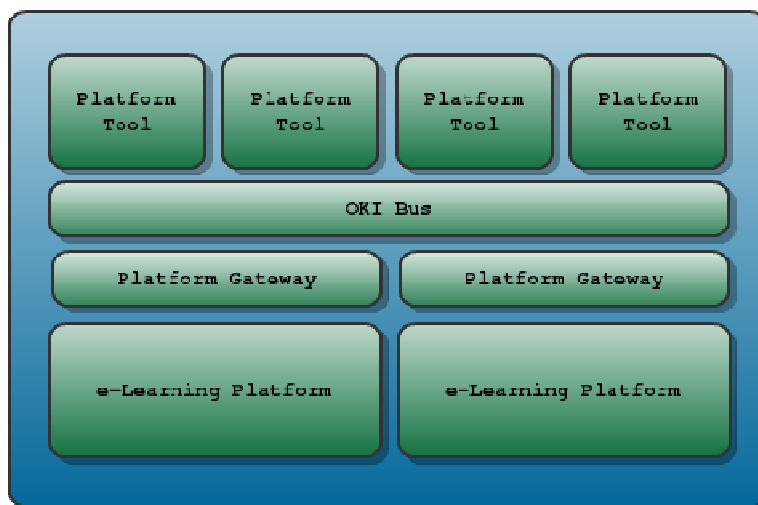 Platform
Tool
Platform
Tool
Platform
Tool
Platform
Tool
OKI Bus
Platform Gateway
Platform Gateway
e-Learning Platform
e-Learning Platform